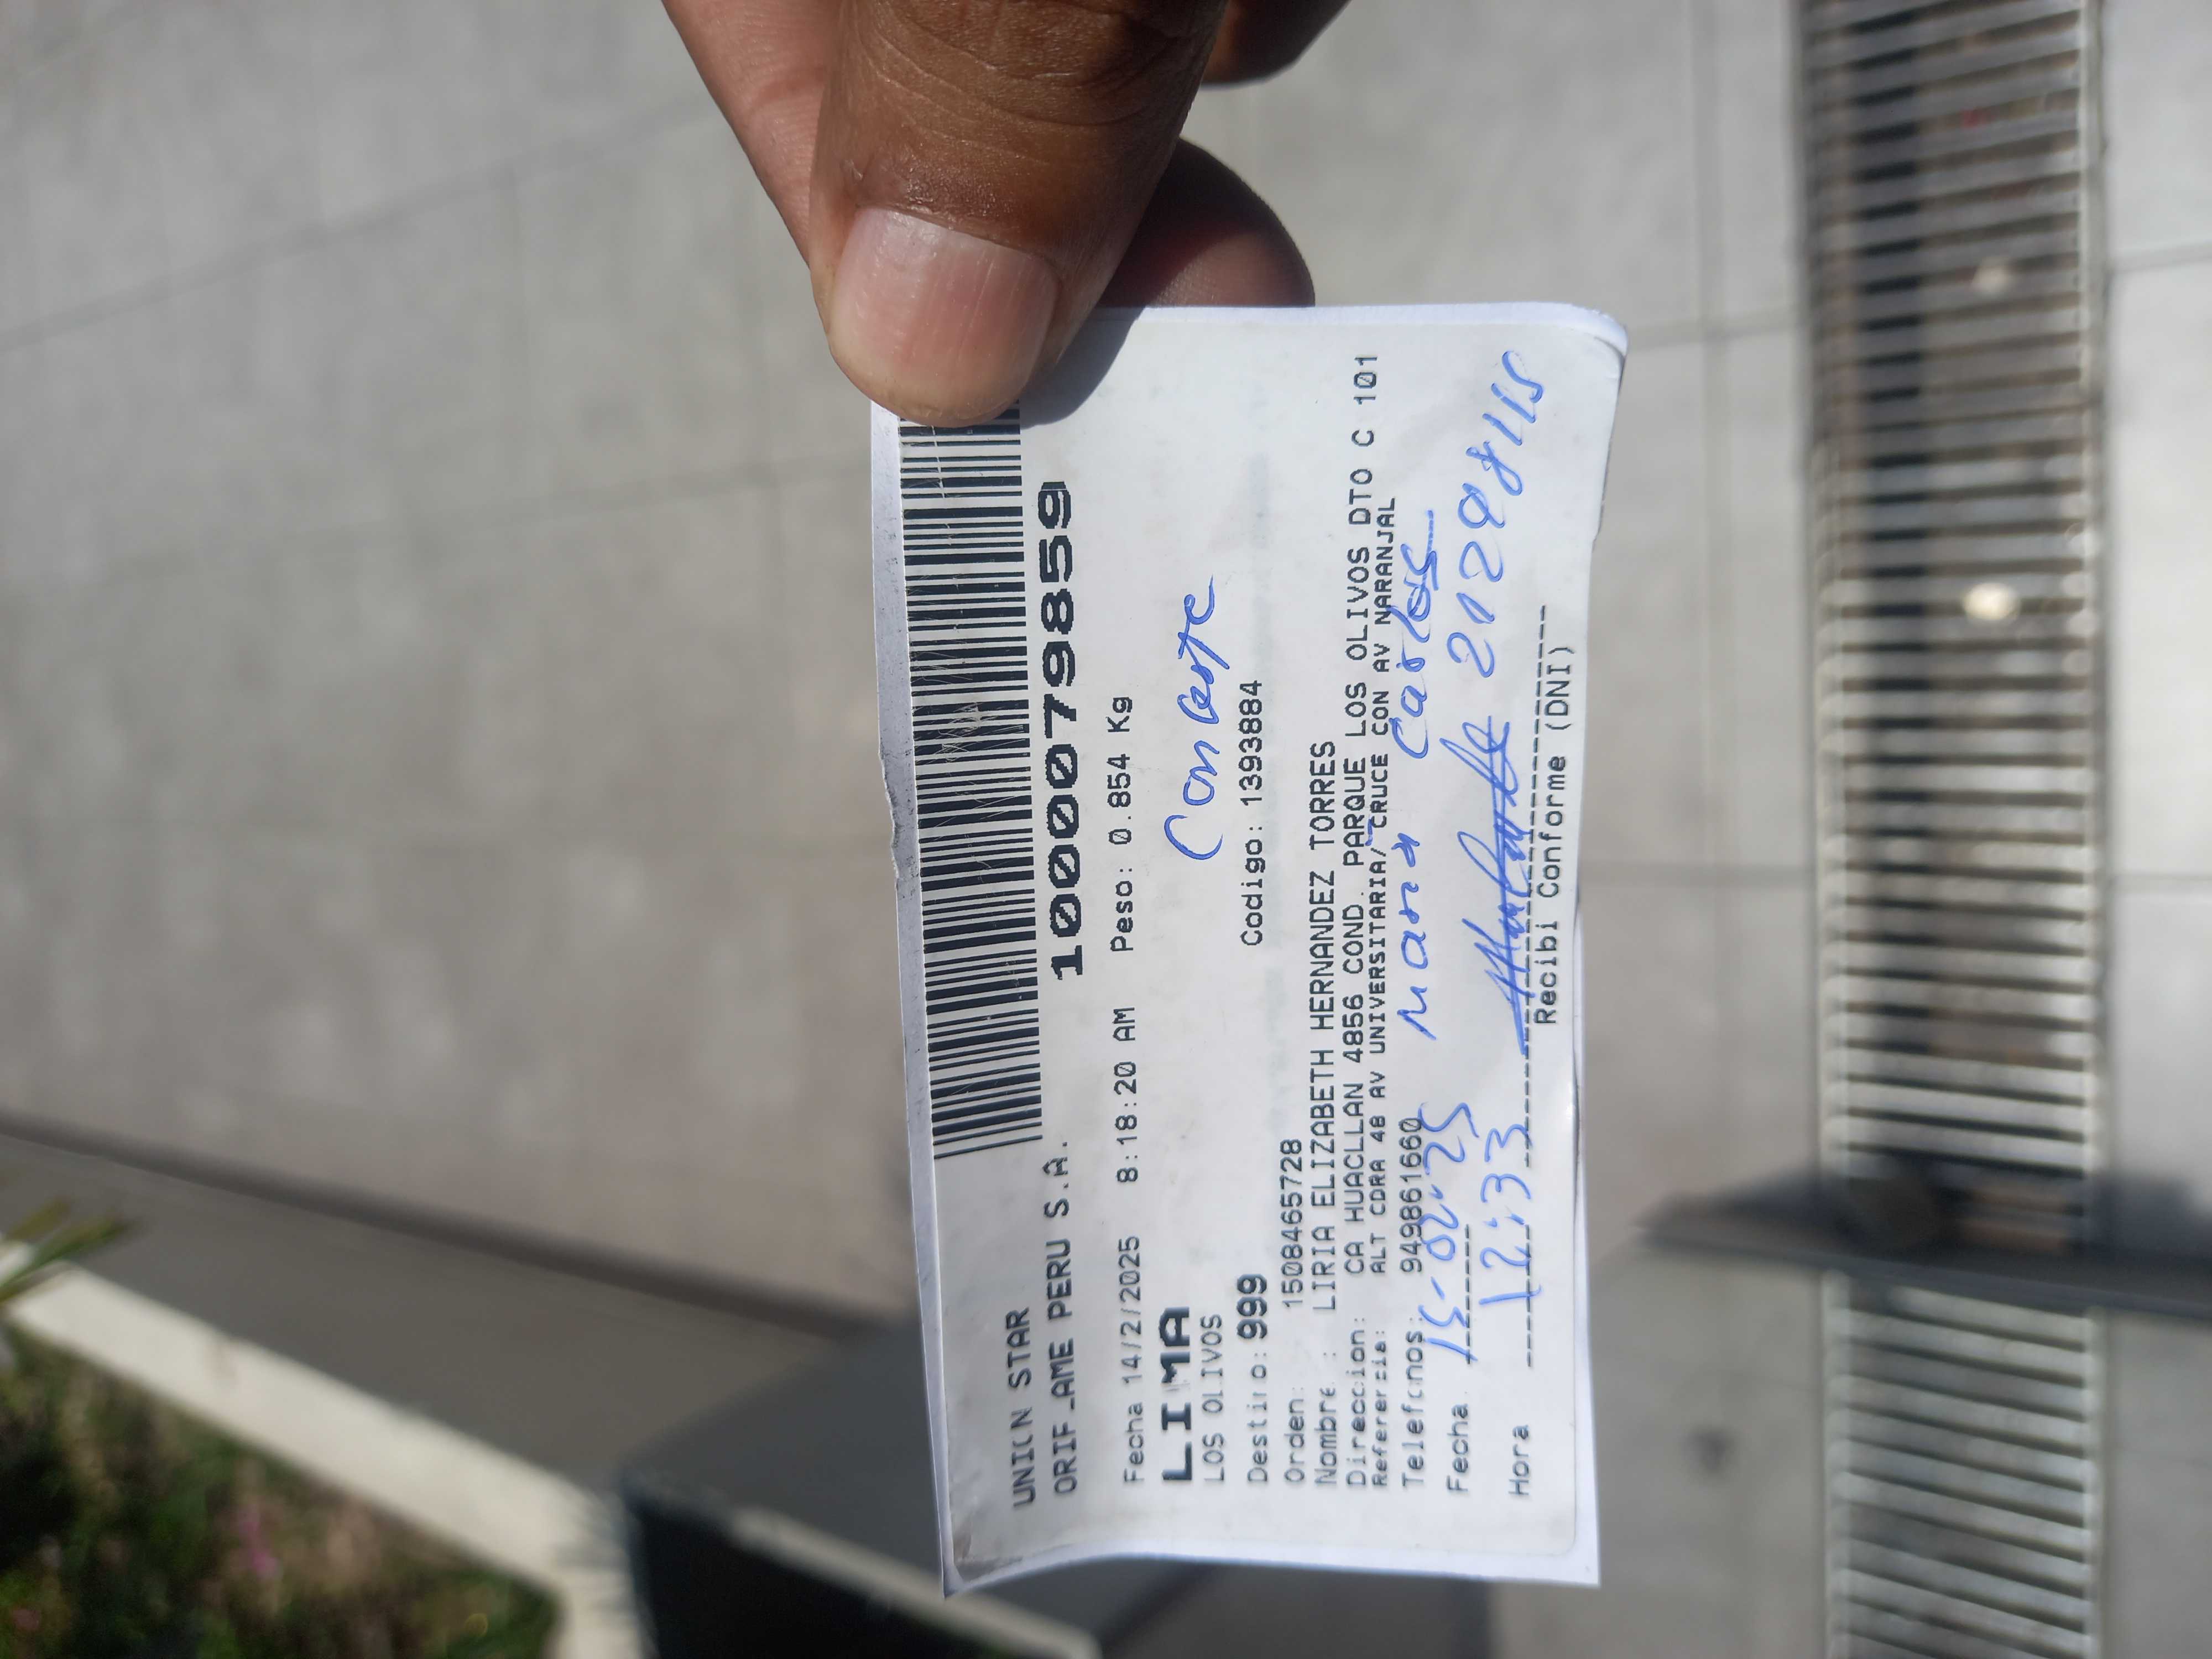 UNION STAR
ORIFLAME PERU S.A. 1000079859
Fecha 14/2/2025 8:18:20 AM Peso: 0.854 Kg
LIMA
LOS OLIVOS
Destino: 999 Codigo: 1393884
Orden: 1508465728
Nombre : LIRIA ELIZABETH HERNANDEZ TORRES
Direccion: CA HUACLLAN 4856 COND. PARQUE LOS OLIVOS DTO C 101
Referencia: ALT CDRA 48 AV UNIVERSITARIA/ CRUCE CON AV NARANJAL
Telefonos: 949861660 Carlos
Fecha 15-02-25
Hora 12:33
Recibi Conforme (DNI)